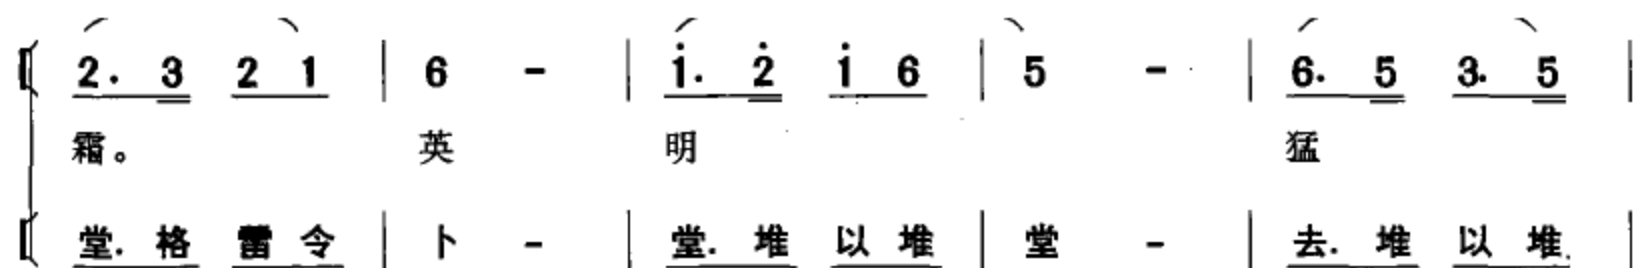 2. 3 2 1 | 6 - | i. 2̇ i 6 | 5 - | 6. 5 3. 5 |
霜。 英 明 猛
堂. 格 雷 令 | 卜 - | 堂. 堆 以 堆 | 堂 - | 去. 堆 以 堆 |